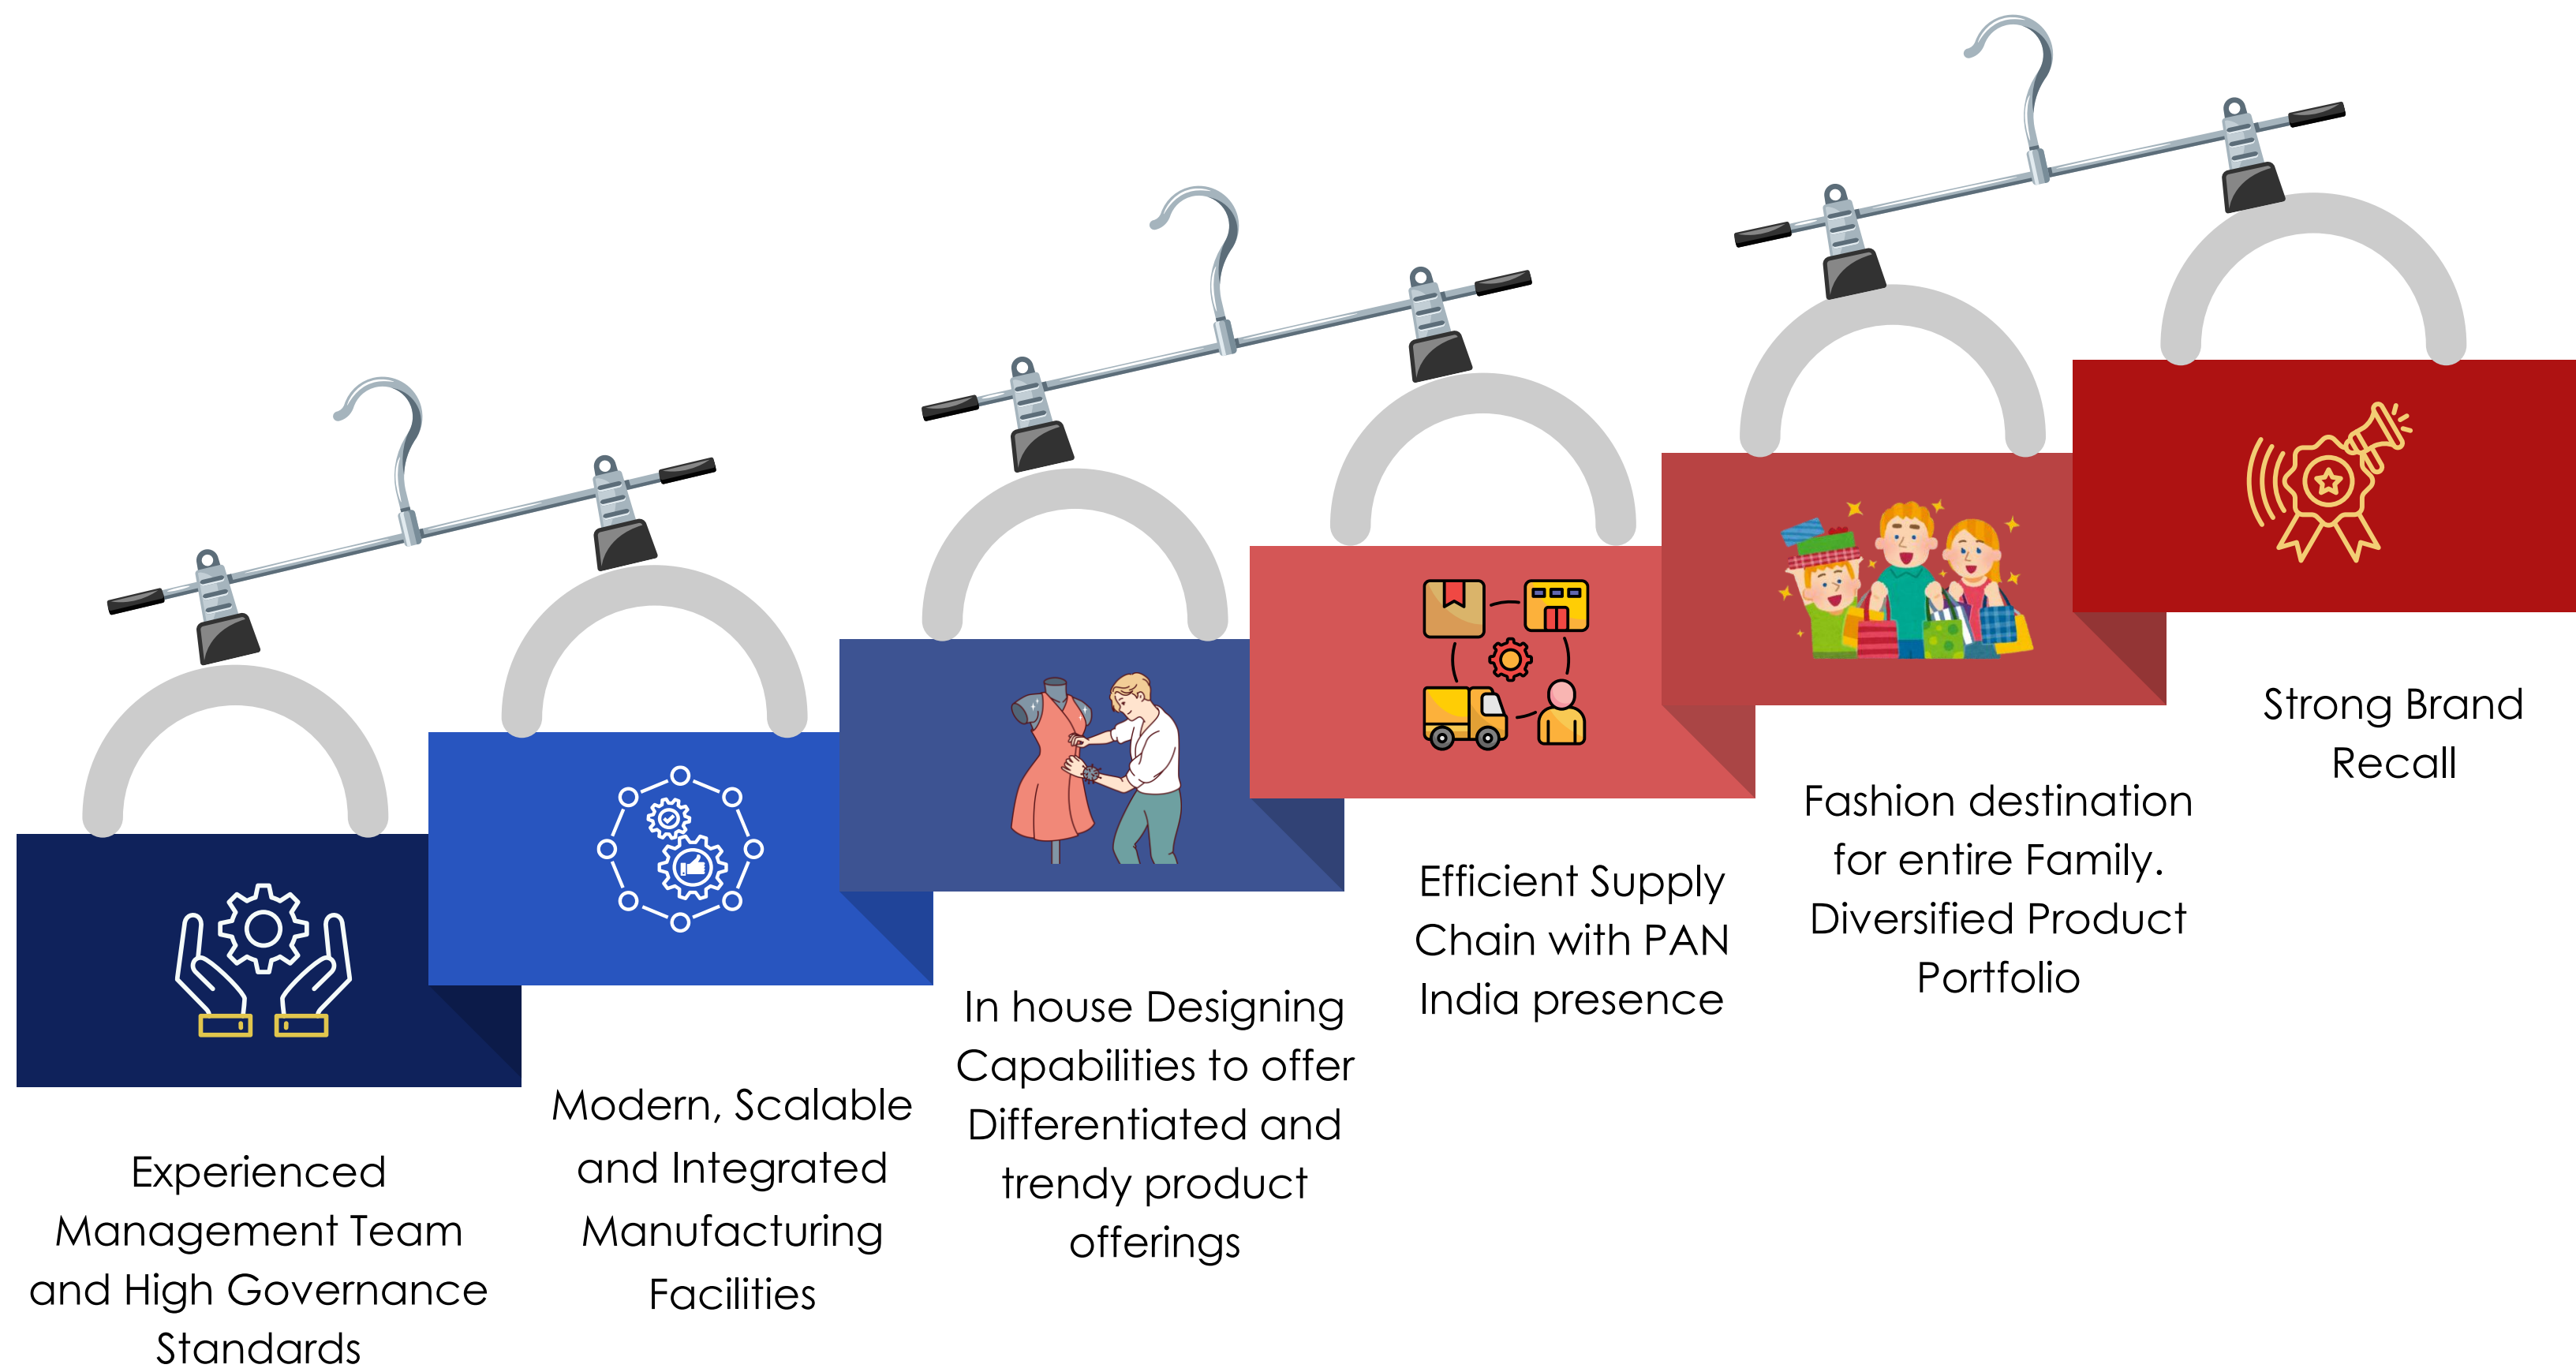 Experienced
Management Team
and High Governance
Standards
Modern, Scalable
and Integrated
Manufacturing
Facilities
In house Designing
Capabilities to offer
Differentiated and
trendy product
offerings
Efficient Supply
Chain with PAN
India presence
Fashion destination
for entire Family.
Diversified Product
Portfolio
Strong Brand
Recall